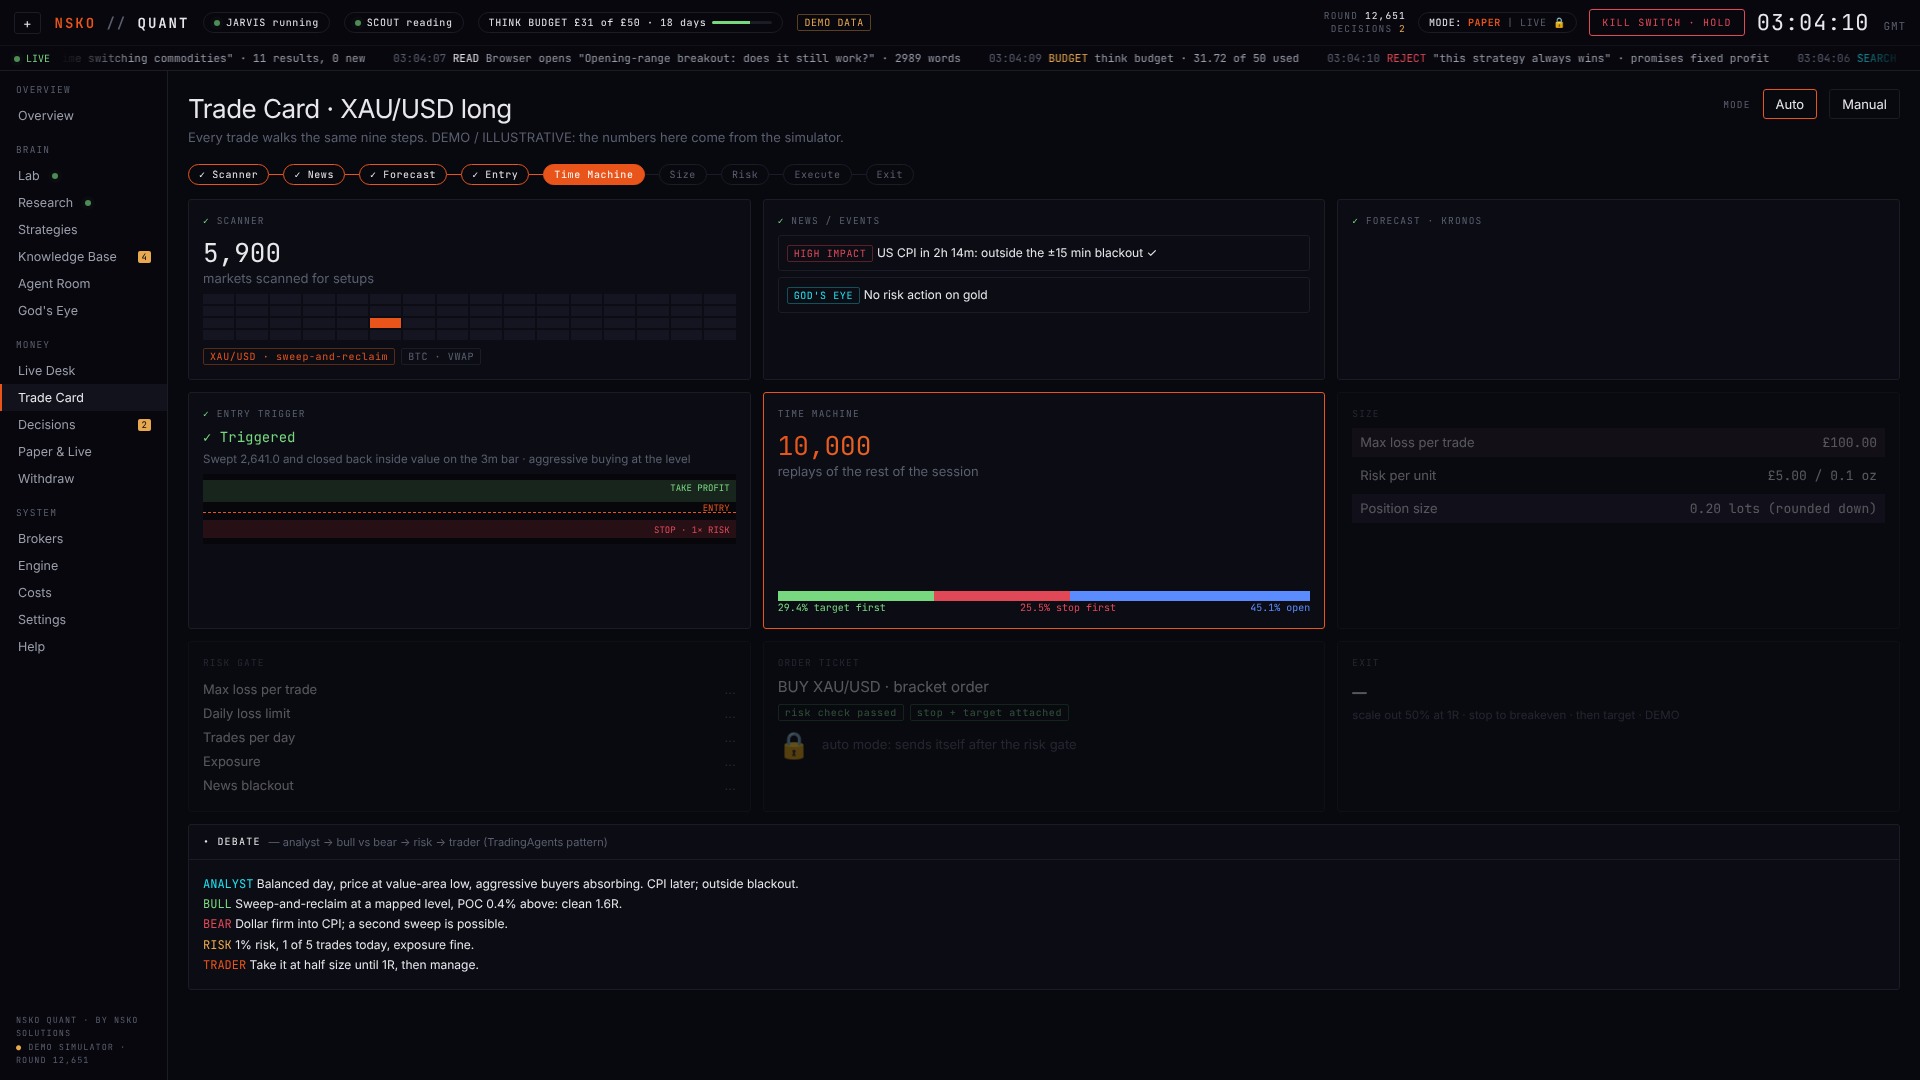 + NSKO // QUANT JARVIS running SCOUT reading THINK BUDGET £31 of £50 · 18 days DEMO DATA ROUND 12,651 DECISIONS 2 MODE: PAPER | LIVE KILL SWITCH · HOLD 03:04:10 GMT
LIVE switching commodities" · 11 results, 0 new 03:04:07 READ Browser opens "Opening-range breakout: does it still work?" · 2989 words 03:04:09 BUDGET think budget · 31.72 of 50 used 03:04:10 REJECT "this strategy always wins" · promises fixed profit 03:04:06 SEARCH
OVERVIEW
Overview
BRAIN
Lab
Research
Strategies
Knowledge Base 4
Agent Room
God's Eye
MONEY
Live Desk
Trade Card
Decisions 2
Paper & Live
Withdraw
SYSTEM
Brokers
Engine
Costs
Settings
Help
NSKO QUANT · BY NSKO
SOLUTIONS
DEMO SIMULATOR ·
ROUND 12,651
Trade Card · XAU/USD long
MODE Auto Manual
Every trade walks the same nine steps. DEMO / ILLUSTRATIVE: the numbers here come from the simulator.
✓ Scanner ✓ News ✓ Forecast ✓ Entry Time Machine Size Risk Execute Exit
✓ SCANNER
5,900
markets scanned for setups
XAU/USD · sweep-and-reclaim BTC · VWAP
✓ NEWS / EVENTS
HIGH IMPACT US CPI in 2h 14m: outside the ±15 min blackout ✓
GOD'S EYE No risk action on gold
✓ FORECAST · KRONOS
✓ ENTRY TRIGGER
✓ Triggered
Swept 2,641.0 and closed back inside value on the 3m bar · aggressive buying at the level
TAKE PROFIT
ENTRY
STOP · 1× RISK
TIME MACHINE
10,000
replays of the rest of the session
29.4% target first 25.5% stop first 45.1% open
SIZE
Max loss per trade £100.00
Risk per unit £5.00 / 0.1 oz
Position size 0.20 lots (rounded down)
RISK GATE
Max loss per trade …
Daily loss limit …
Trades per day …
Exposure …
News blackout …
ORDER TICKET
BUY XAU/USD · bracket order
risk check passed stop + target attached
auto mode: sends itself after the risk gate
EXIT
—
scale out 50% at 1R · stop to breakeven · then target · DEMO
• DEBATE — analyst → bull vs bear → risk → trader (TradingAgents pattern)
ANALYST Balanced day, price at value-area low, aggressive buyers absorbing. CPI later; outside blackout.
BULL Sweep-and-reclaim at a mapped level, POC 0.4% above: clean 1.6R.
BEAR Dollar firm into CPI; a second sweep is possible.
RISK 1% risk, 1 of 5 trades today, exposure fine.
TRADER Take it at half size until 1R, then manage.